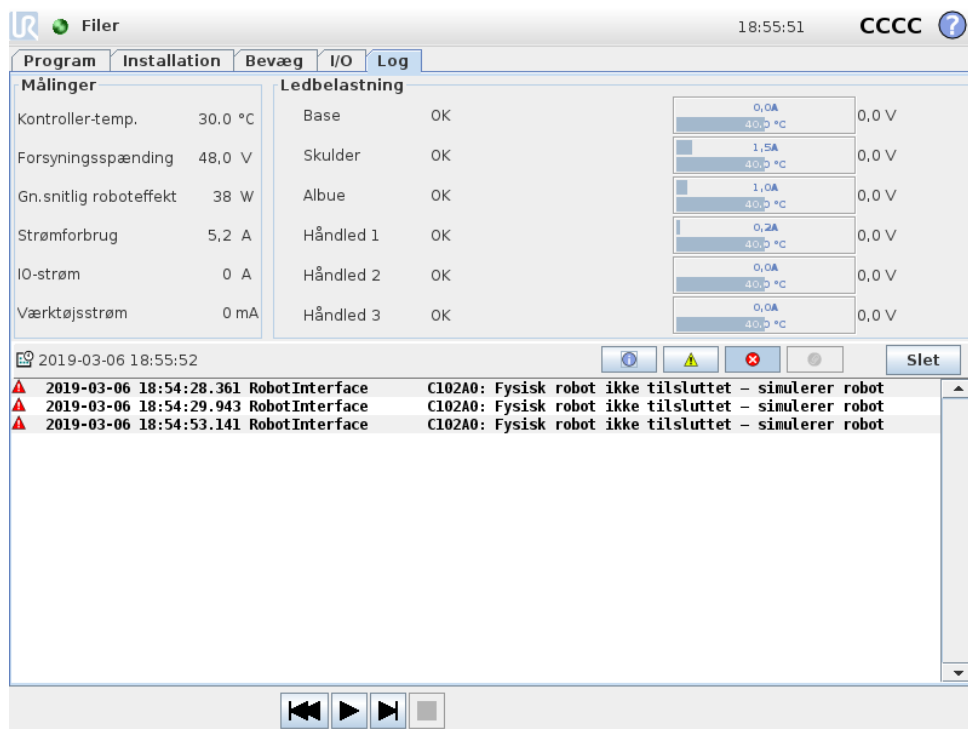 UR Filer 18:55:51 CCCC ?
Program Installation Bevæg I/O Log
Målinger
Kontroller-temp. 30.0 °C
Forsyningsspænding 48,0 V
Gn.snitlig roboteffekt 38 W
Strømforbrug 5,2 A
IO-strøm 0 A
Værktøjsstrøm 0 mA
Ledbelastning
Base OK 0,0A 40.0 °C 0,0 V
Skulder OK 1,5A 40.0 °C 0,0 V
Albue OK 1,0A 40.0 °C 0,0 V
Håndled 1 OK 0,2A 40.0 °C 0,0 V
Håndled 2 OK 0,0A 40.0 °C 0,0 V
Håndled 3 OK 0,0A 40.0 °C 0,0 V
2019-03-06 18:55:52 Slet
2019-03-06 18:54:28.361 RobotInterface C102A0: Fysisk robot ikke tilsluttet – simulerer robot
2019-03-06 18:54:29.943 RobotInterface C102A0: Fysisk robot ikke tilsluttet – simulerer robot
2019-03-06 18:54:53.141 RobotInterface C102A0: Fysisk robot ikke tilsluttet – simulerer robot